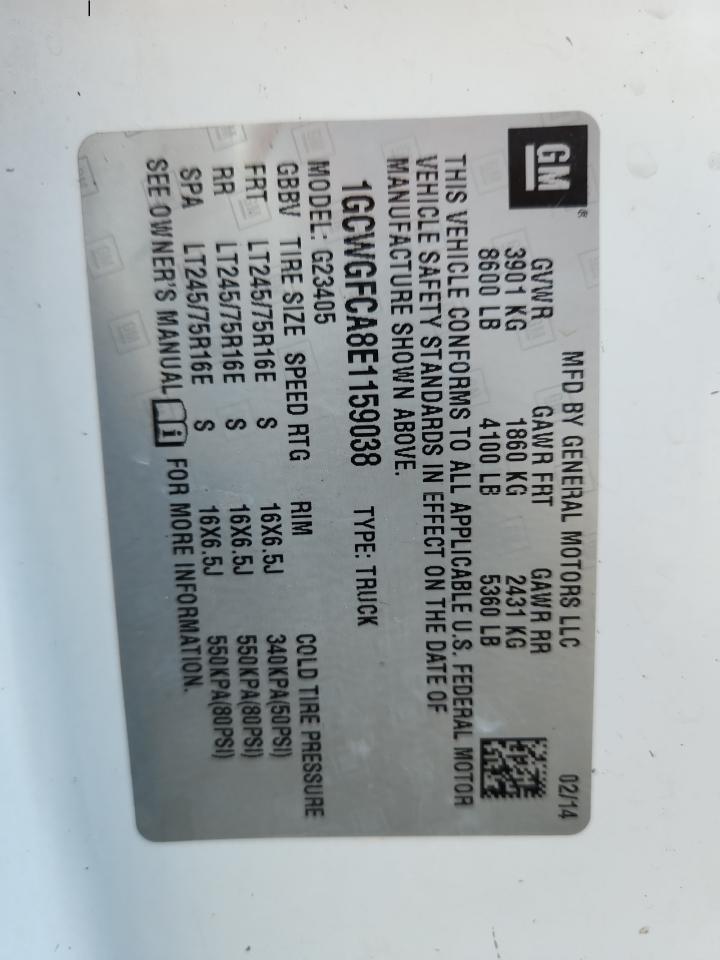 GM®
MFD BY GENERAL MOTORS LLC 02/14
GVWR GAWR FRT GAWR RR
3901 KG 1860 KG 2431 KG
8600 LB 4100 LB 5360 LB
THIS VEHICLE CONFORMS TO ALL APPLICABLE U.S. FEDERAL MOTOR
VEHICLE SAFETY STANDARDS IN EFFECT ON THE DATE OF
MANUFACTURE SHOWN ABOVE.
1GCWGFCA8E1159038 TYPE: TRUCK
MODEL: G23405
GBBV TIRE SIZE SPEED RTG RIM COLD TIRE PRESSURE
FRT LT245/75R16E S 16X6.5J 340KPA(50PSI)
RR LT245/75R16E S 16X6.5J 550KPA(80PSI)
SPA LT245/75R16E S 16X6.5J 550KPA(80PSI)
SEE OWNER'S MANUAL i FOR MORE INFORMATION.